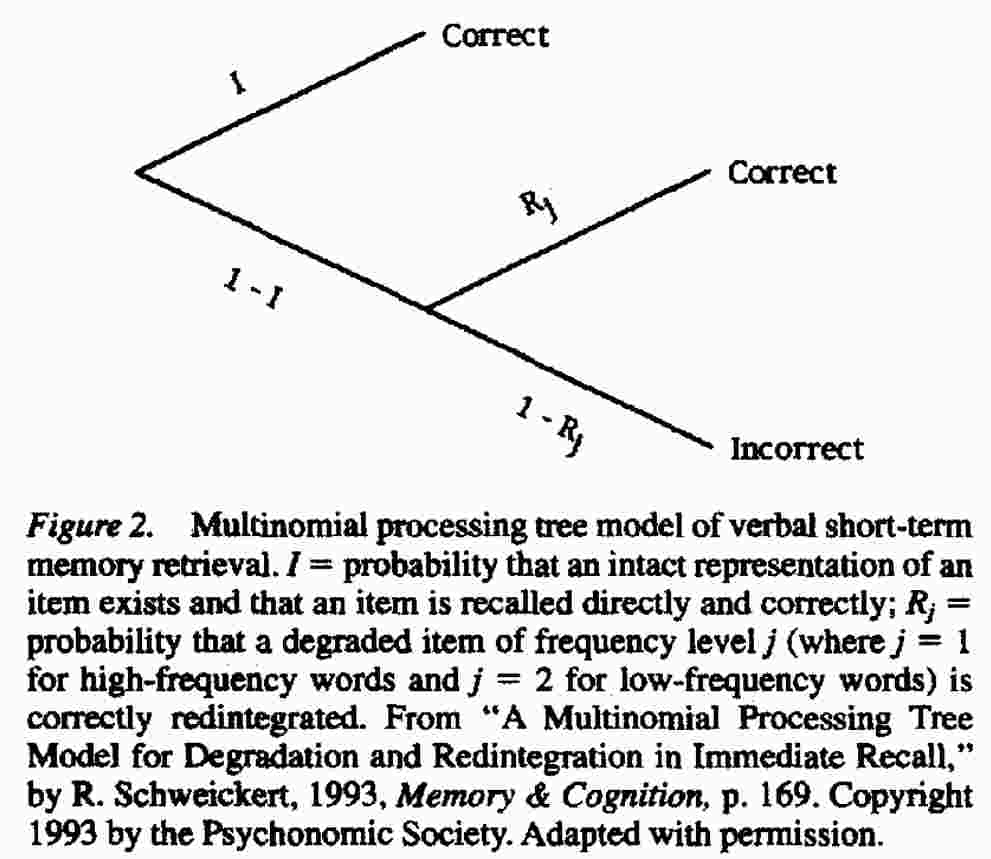 Correct
I
Correct
Rj
1 - I
1 - Rj
Incorrect
Figure 2. Multinomial processing tree model of verbal short-term
memory retrieval. I = probability that an intact representation of an
item exists and that an item is recalled directly and correctly; Rj =
probability that a degraded item of frequency level j (where j = 1
for high-frequency words and j = 2 for low-frequency words) is
correctly redintegrated. From “A Multinomial Processing Tree
Model for Degradation and Redintegration in Immediate Recall,”
by R. Schweickert, 1993, Memory & Cognition, p. 169. Copyright
1993 by the Psychonomic Society. Adapted with permission.